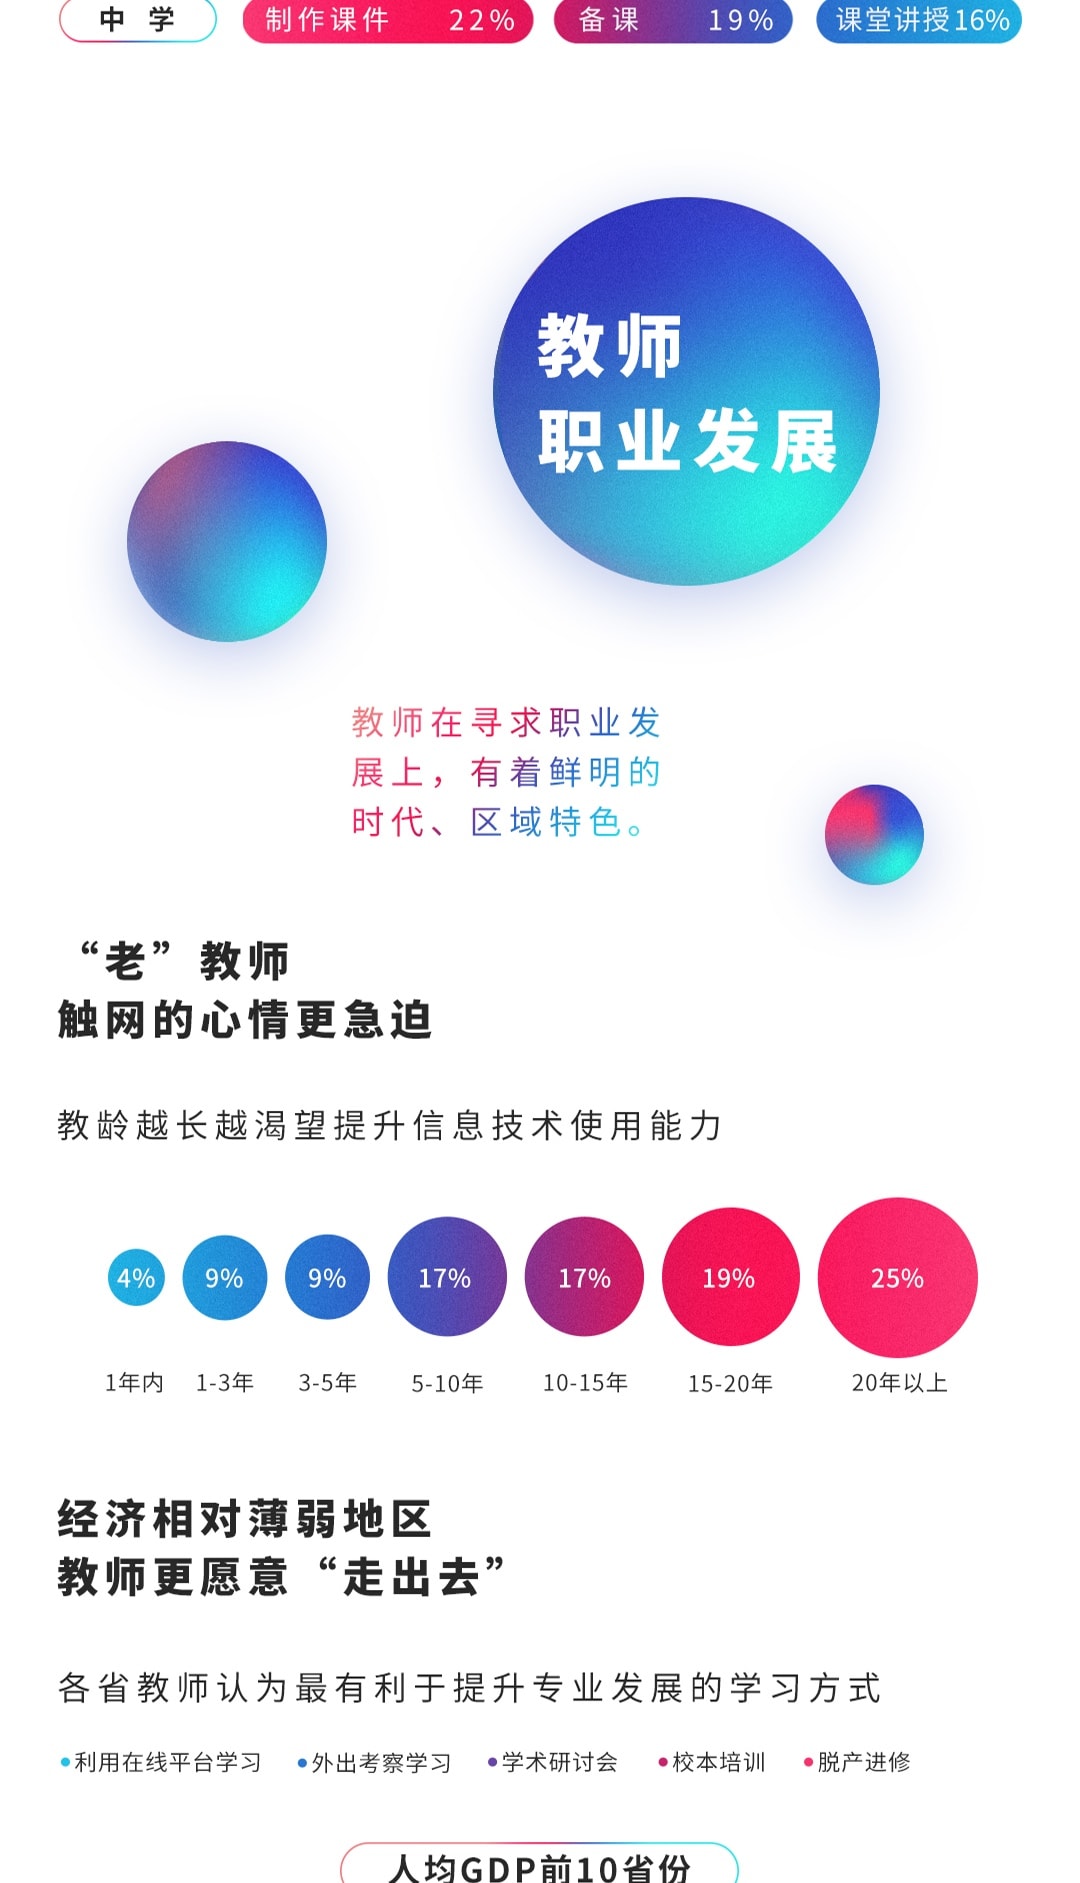 中 学 制作课件 22% 备课 19% 课堂讲授16%
教师
职业发展
教师在寻求职业发
展上，有着鲜明的
时代、区域特色。
“老”教师
触网的心情更急迫
教龄越长越渴望提升信息技术使用能力
4% 9% 9% 17% 17% 19% 25%
1年内 1-3年 3-5年 5-10年 10-15年 15-20年 20年以上
经济相对薄弱地区
教师更愿意“走出去”
各省教师认为最有利于提升专业发展的学习方式
•利用在线平台学习 •外出考察学习 •学术研讨会 •校本培训 •脱产进修
人均GDP前10省份